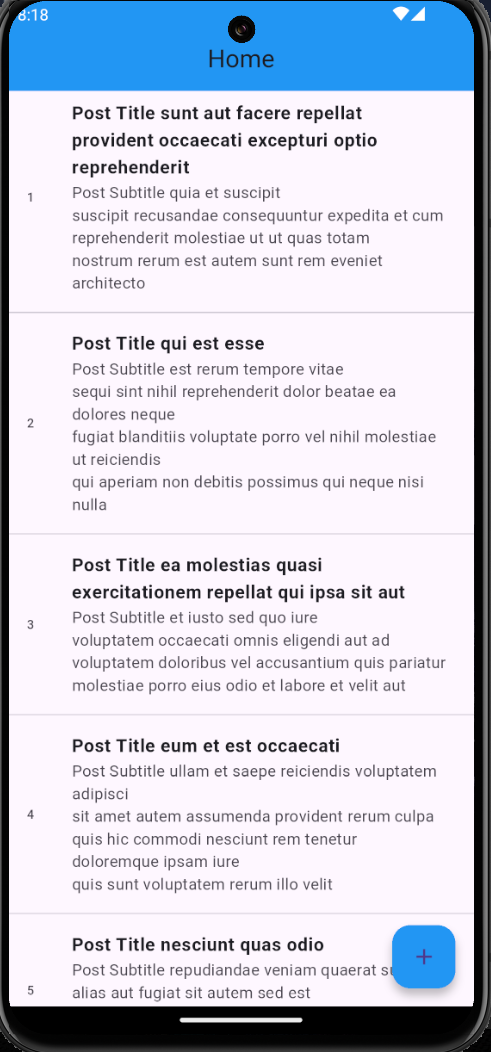 8:18
Home
Post Title sunt aut facere repellat
provident occaecati excepturi optio
reprehenderit
1
Post Subtitle quia et suscipit
suscipit recusandae consequuntur expedita et cum
reprehenderit molestiae ut ut quas totam
nostrum rerum est autem sunt rem eveniet
architecto
Post Title qui est esse
Post Subtitle est rerum tempore vitae
sequi sint nihil reprehenderit dolor beatae ea
dolores neque
2
fugiat blanditiis voluptate porro vel nihil molestiae
ut reiciendis
qui aperiam non debitis possimus qui neque nisi
nulla
Post Title ea molestias quasi
exercitationem repellat qui ipsa sit aut
Post Subtitle et iusto sed quo iure
3
voluptatem occaecati omnis eligendi aut ad
voluptatem doloribus vel accusantium quis pariatur
molestiae porro eius odio et labore et velit aut
Post Title eum et est occaecati
Post Subtitle ullam et saepe reiciendis voluptatem
adipisci
4
sit amet autem assumenda provident rerum culpa
quis hic commodi nesciunt rem tenetur
doloremque ipsam iure
quis sunt voluptatem rerum illo velit
Post Title nesciunt quas odio
Post Subtitle repudiandae veniam quaerat
5
alias aut fugiat sit autem sed est
+